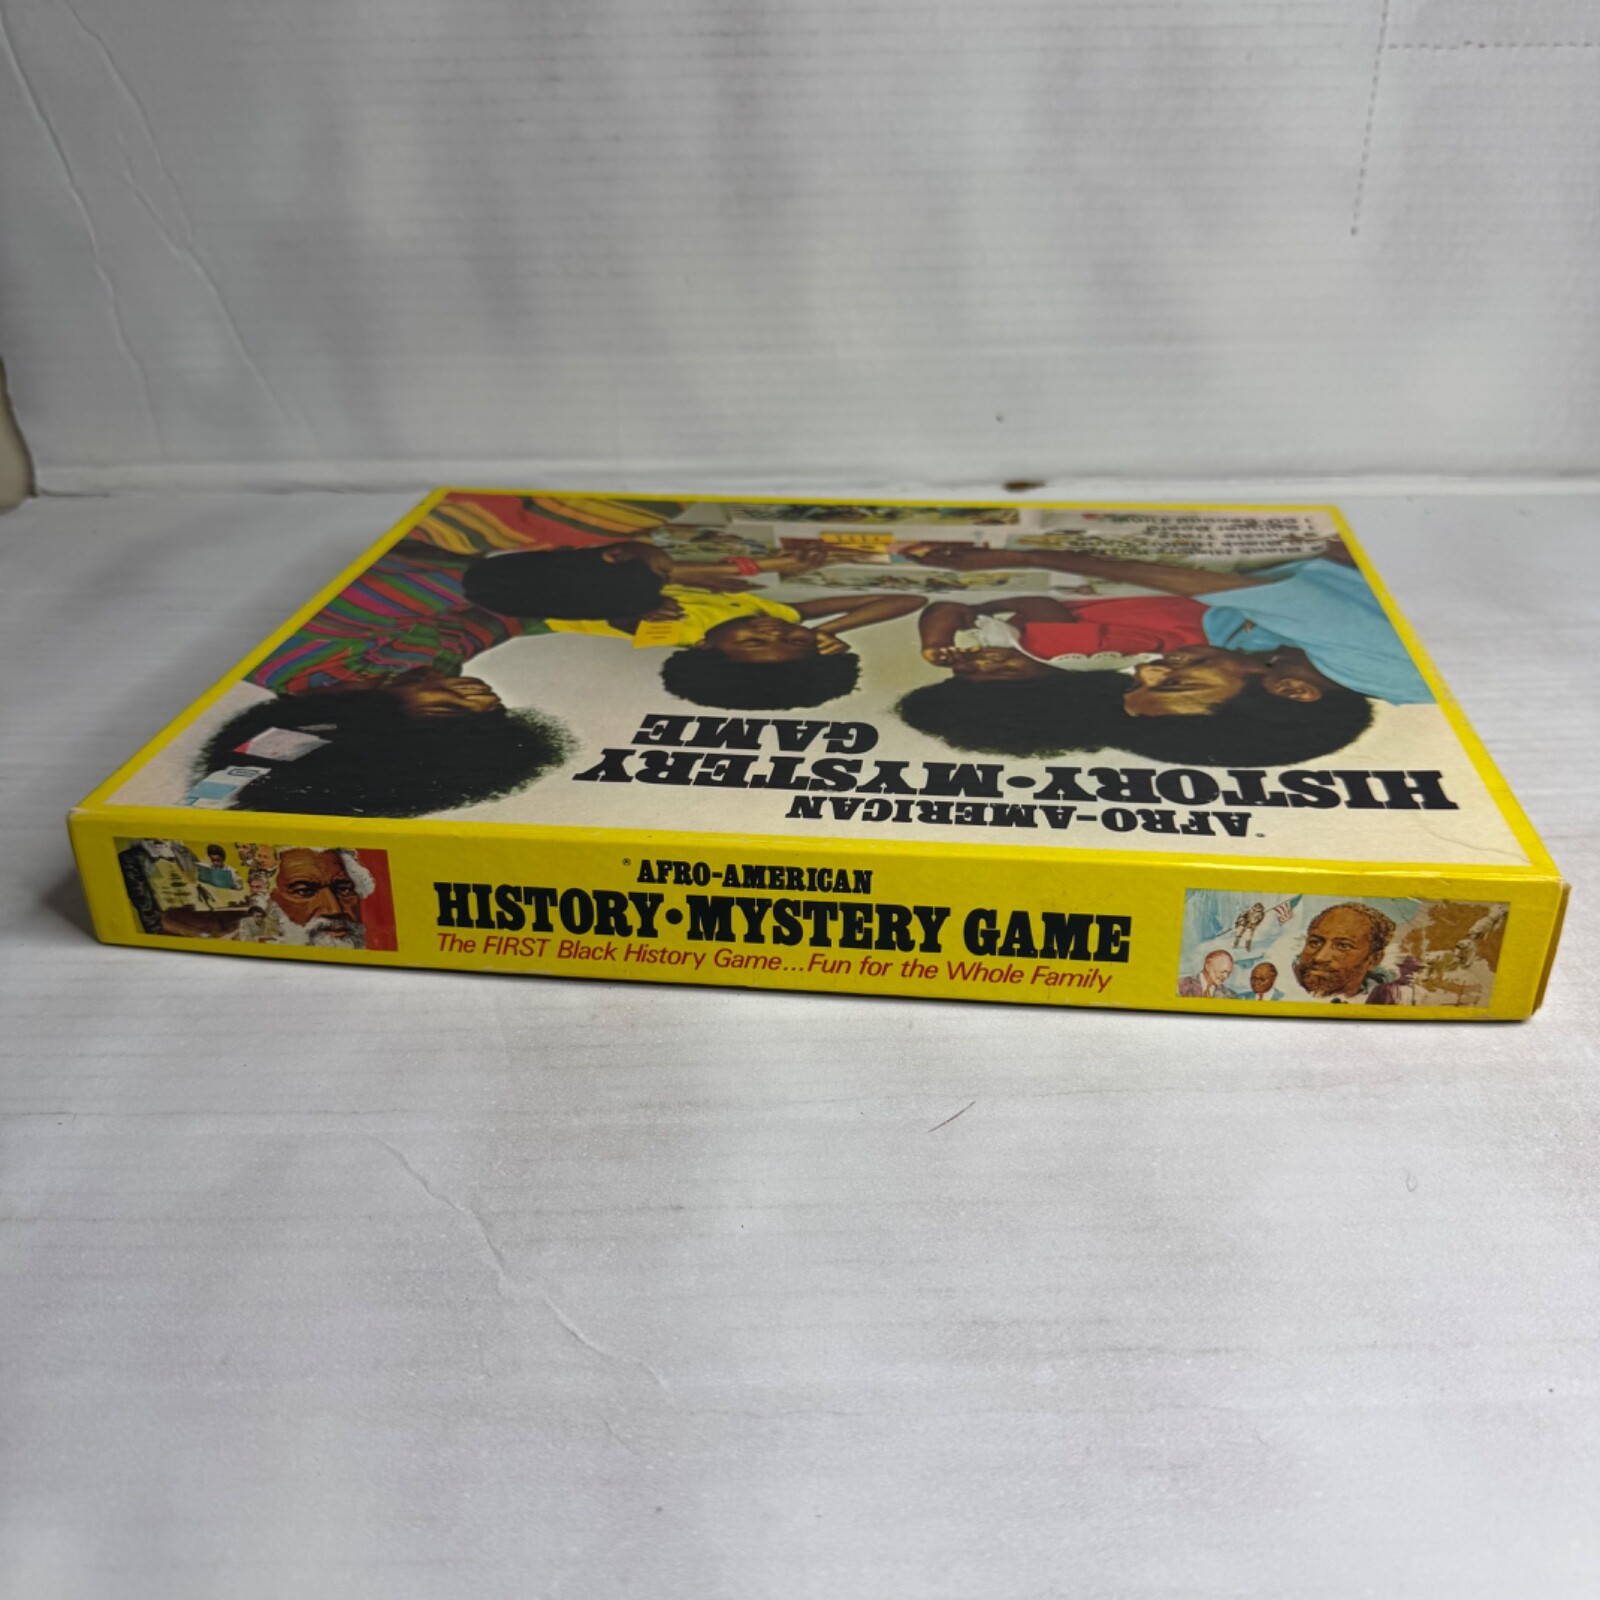 ® AFRO-AMERICAN
HISTORY•MYSTERY GAME
The FIRST Black History Game...Fun for the Whole Family
AFRO-AMERICAN
HISTORY•MYSTERY
GAME